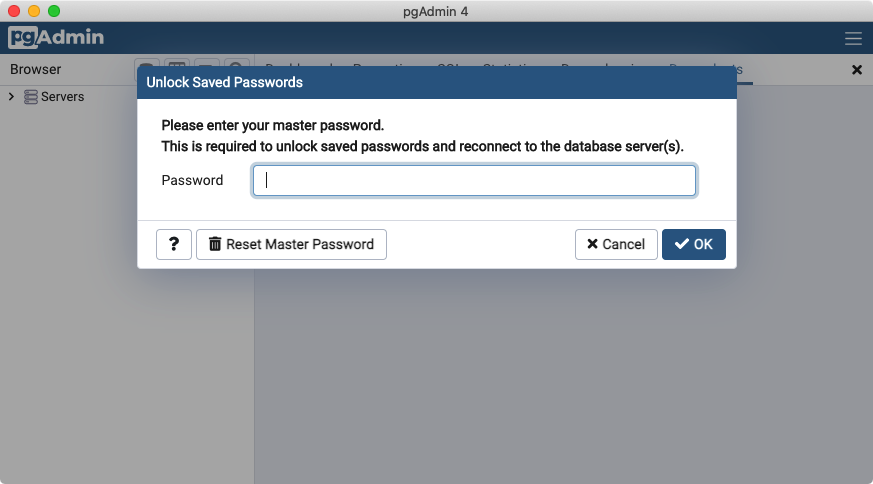 pgAdmin 4
pgAdmin
Browser
Servers
Unlock Saved Passwords
Please enter your master password.
This is required to unlock saved passwords and reconnect to the database server(s).
Password
? Reset Master Password Cancel OK